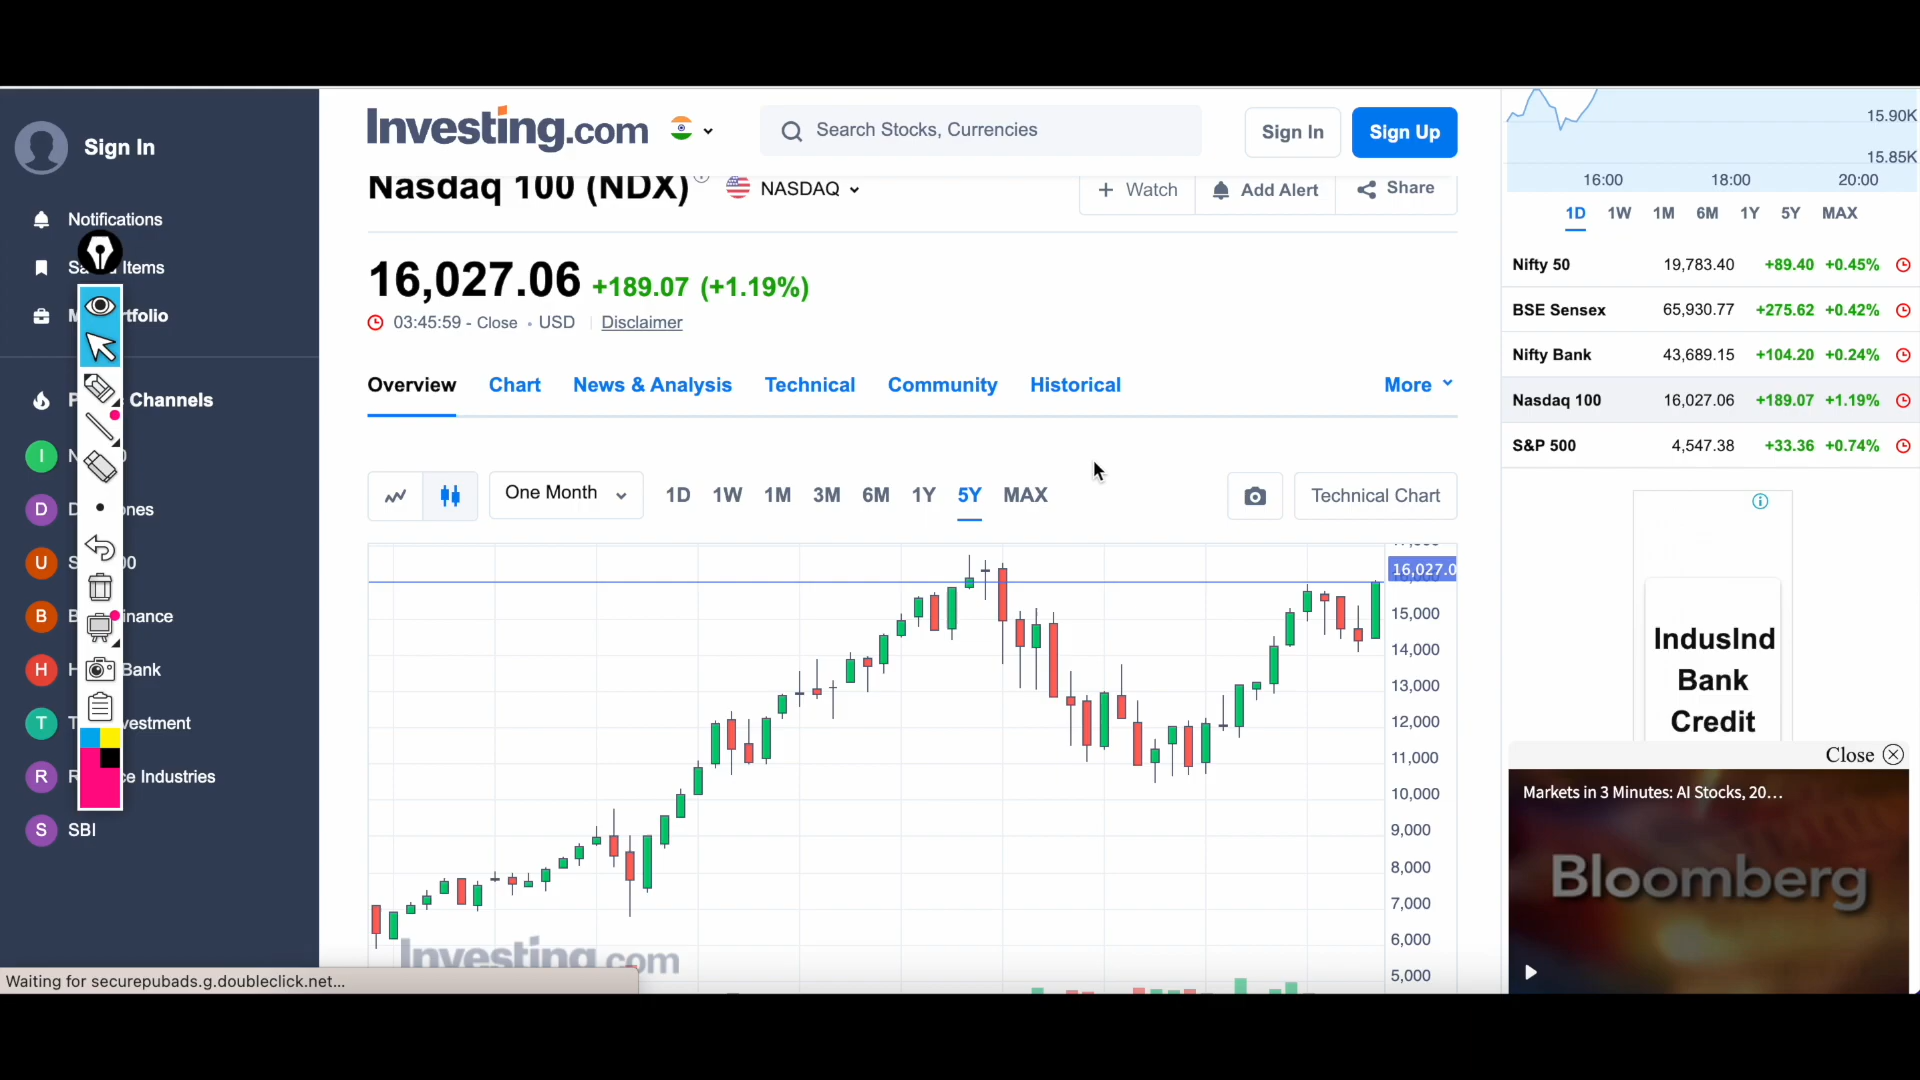 Sign In
Notifications
Items
tfolio
Channels
I
D
ones
U
00
B
inance
H
Bank
T
vestment
R
e Industries
S SBI
Waiting for securepubads.g.doubleclick.net...
Investing.com
Search Stocks, Currencies
Sign In
Sign Up
Nasdaq 100 (NDX)
NASDAQ
+ Watch
Add Alert
Share
16,027.06 +189.07 (+1.19%)
03:45:59 - Close • USD
Disclaimer
Overview Chart News & Analysis Technical Community Historical More
One Month
1D 1W 1M 3M 6M 1Y 5Y MAX
Technical Chart
16,027.0
15,000
14,000
13,000
12,000
11,000
10,000
9,000
8,000
7,000
6,000
5,000
Investing.com
15.90K
15.85K
16:00 18:00 20:00
1D 1W 1M 6M 1Y 5Y MAX
Nifty 50 19,783.40 +89.40 +0.45%
BSE Sensex 65,930.77 +275.62 +0.42%
Nifty Bank 43,689.15 +104.20 +0.24%
Nasdaq 100 16,027.06 +189.07 +1.19%
S&P 500 4,547.38 +33.36 +0.74%
IndusInd
Bank
Credit
Close
Markets in 3 Minutes: AI Stocks, 20...
Bloomberg